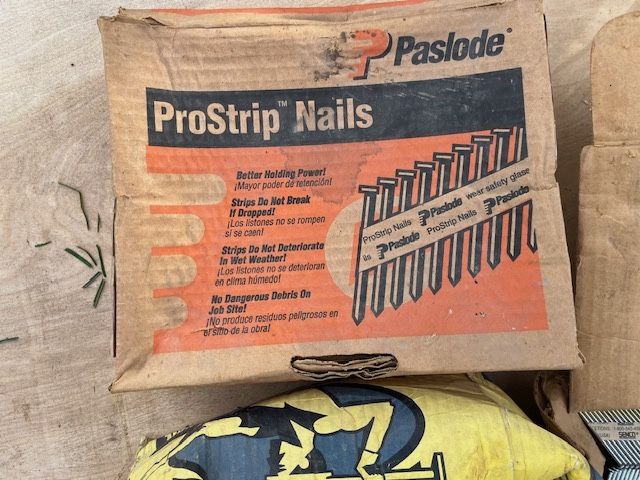 Paslode®
ProStrip™ Nails
Better Holding Power!
¡Mayor poder de retención!
Strips Do Not Break
If Dropped!
¡Los listones no se rompen
si se caen!
Strips Do Not Deteriorate
In Wet Weather!
¡Los listones no se deterioran
en clima húmedo!
No Dangerous Debris On
Job Site!
¡No produce residuos peligrosos en
el sitio de la obra!
ProStrip Nails Paslode wear safety glasse
ils Paslode ProStrip Nails Paslode
SENCO